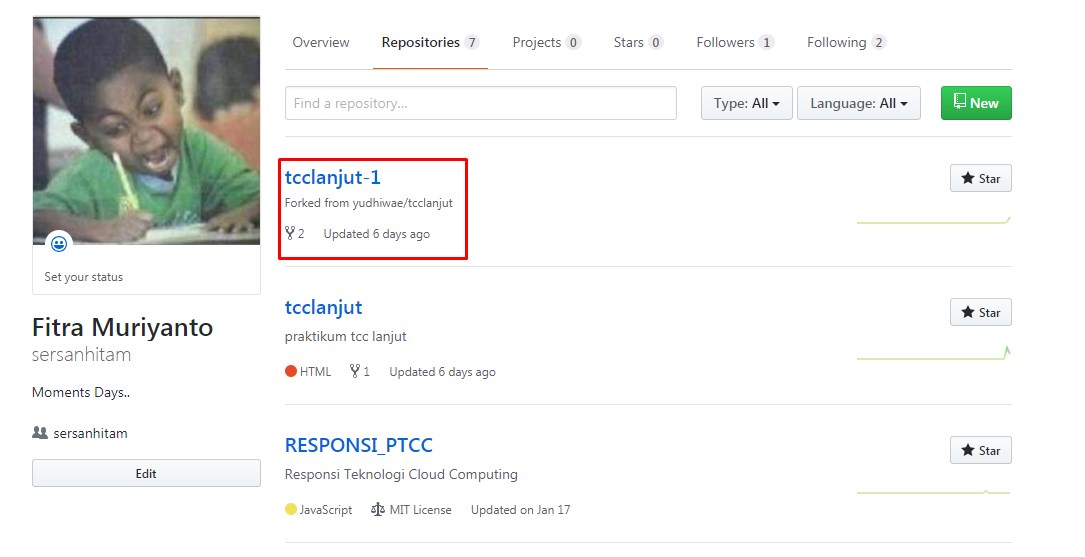 Overview Repositories 7 Projects 0 Stars 0 Followers 1 Following 2
Find a repository... Type: All Language: All New
tcclanjut-1 Star
Forked from yudhiwae/tcclanjut
2 Updated 6 days ago
Set your status
tcclanjut Star
praktikum tcc lanjut
HTML 1 Updated 6 days ago
Fitra Muriyanto
sersanhitam
Moments Days..
sersanhitam
Edit
RESPONSI_PTCC Star
Responsi Teknologi Cloud Computing
JavaScript MIT License Updated on Jan 17